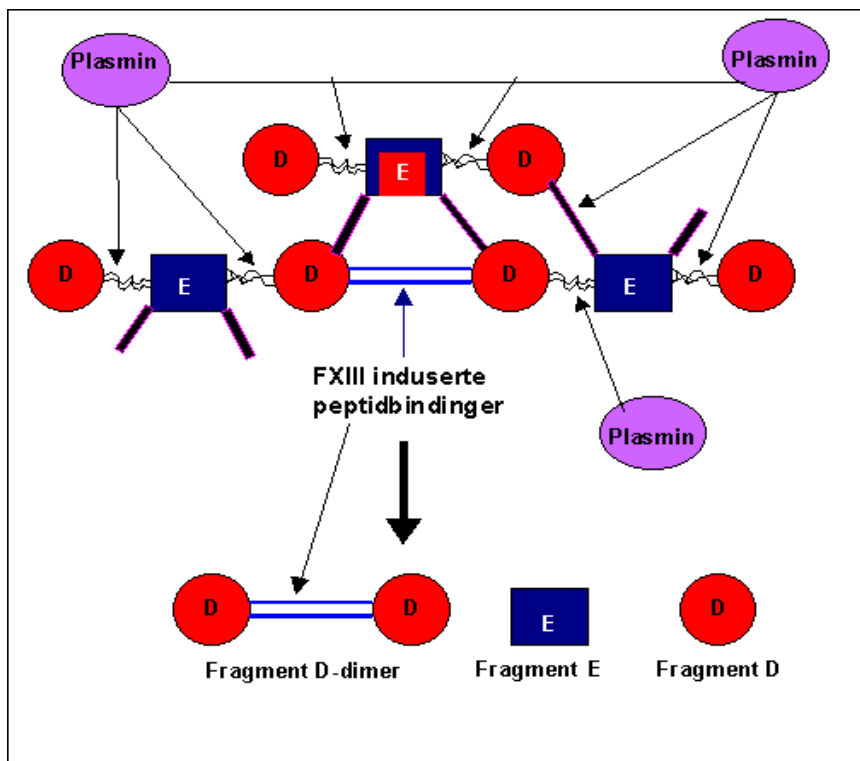 Plasmin
Plasmin
D
E
D
D
E
D
D
E
D
FXIII induserte
peptidbindinger
Plasmin
D
D
E
D
Fragment D-dimer
Fragment E
Fragment D